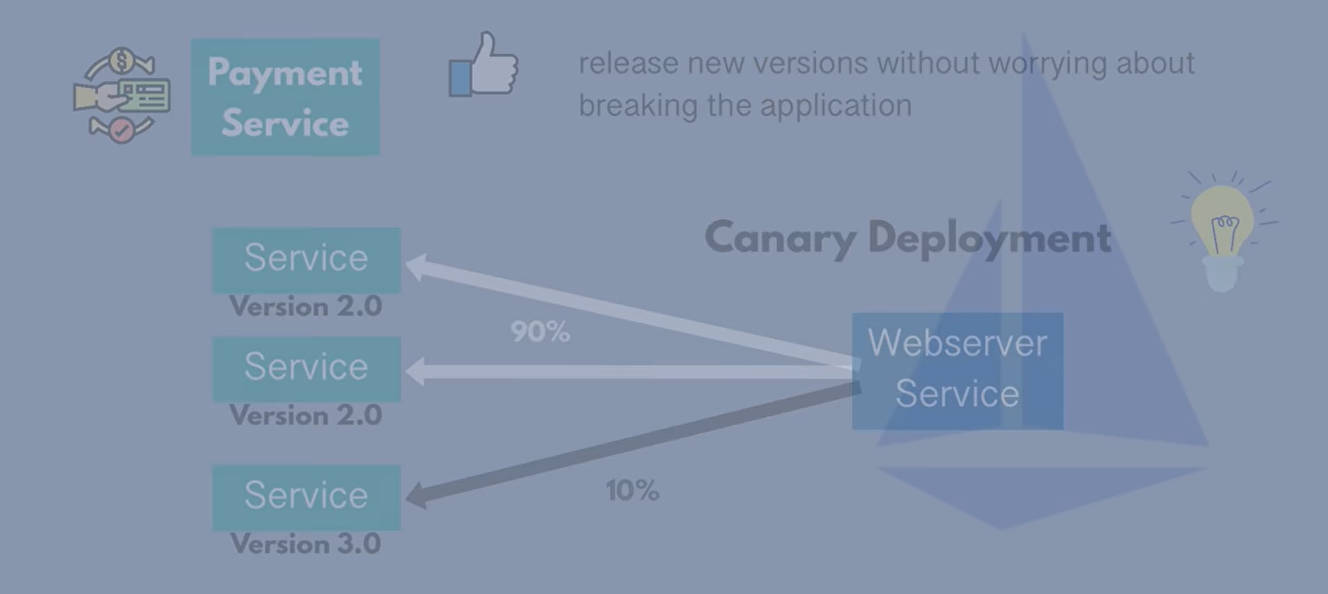 Payment
Service
release new versions without worrying about
breaking the application
Canary Deployment
Service
Version 2.0
90%
Service
Version 2.0
Webserver
Service
10%
Service
Version 3.0